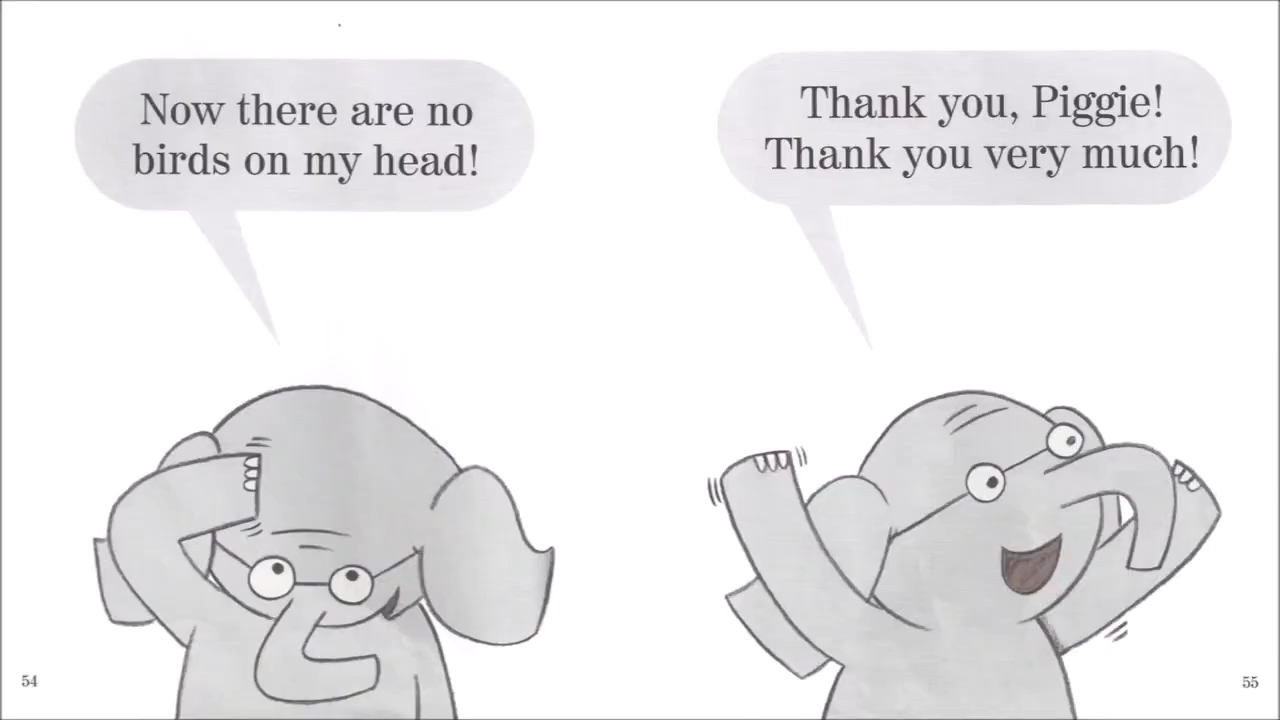 Now there are no
birds on my head!
Thank you, Piggie!
Thank you very much!
54
55